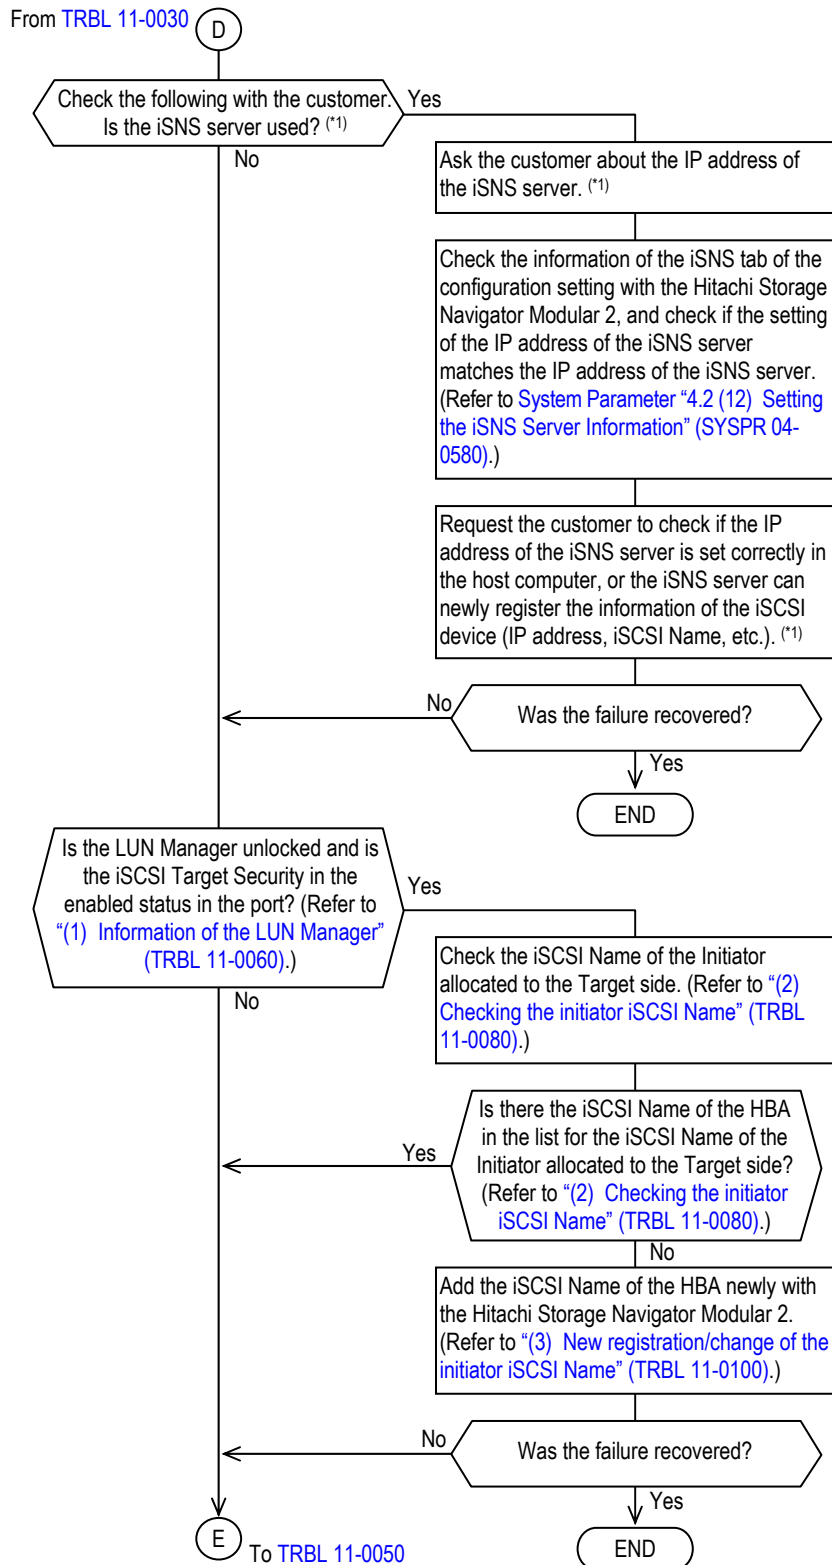 From TRBL 11-0030
D
Check the following with the customer.
Is the iSNS server used? (*1)
Yes
No
Ask the customer about the IP address of
the iSNS server. (*1)
Check the information of the iSNS tab of the
configuration setting with the Hitachi Storage
Navigator Modular 2, and check if the setting
of the IP address of the iSNS server
matches the IP address of the iSNS server.
(Refer to System Parameter “4.2 (12) Setting
the iSNS Server Information” (SYSPR 04-
0580).)
Request the customer to check if the IP
address of the iSNS server is set correctly in
the host computer, or the iSNS server can
newly register the information of the iSCSI
device (IP address, iSCSI Name, etc.). (*1)
No
Was the failure recovered?
Yes
END
Is the LUN Manager unlocked and is
the iSCSI Target Security in the
enabled status in the port? (Refer to
“(1) Information of the LUN Manager”
(TRBL 11-0060).)
Yes
No
Check the iSCSI Name of the Initiator
allocated to the Target side. (Refer to “(2)
Checking the initiator iSCSI Name” (TRBL
11-0080).)
Is there the iSCSI Name of the HBA
in the list for the iSCSI Name of the
Initiator allocated to the Target side?
(Refer to “(2) Checking the initiator
iSCSI Name” (TRBL 11-0080).)
Yes
No
Add the iSCSI Name of the HBA newly with
the Hitachi Storage Navigator Modular 2.
(Refer to “(3) New registration/change of the
initiator iSCSI Name” (TRBL 11-0100).)
No
Was the failure recovered?
Yes
END
E
To TRBL 11-0050